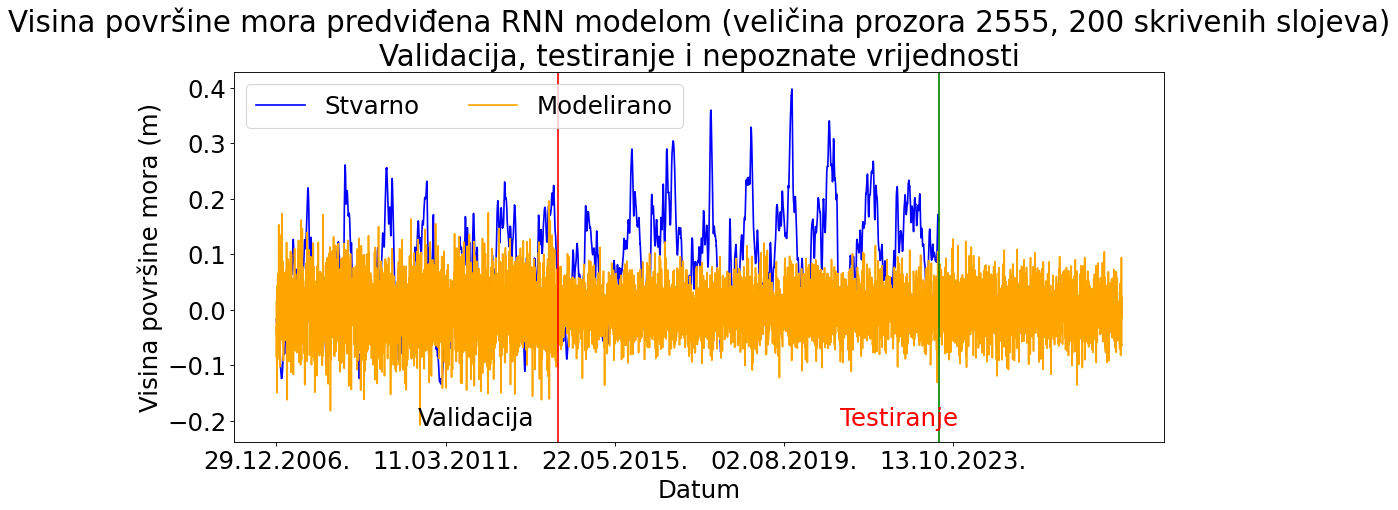 Visina površine mora predviđena RNN modelom (veličina prozora 2555, 200 skrivenih slojeva)
Validacija, testiranje i nepoznate vrijednosti
Stvarno Modelirano
Visina površine mora (m)
0.4
0.3
0.2
0.1
0.0
−0.1
−0.2
Validacija Testiranje
29.12.2006. 11.03.2011. 22.05.2015. 02.08.2019. 13.10.2023.
Datum